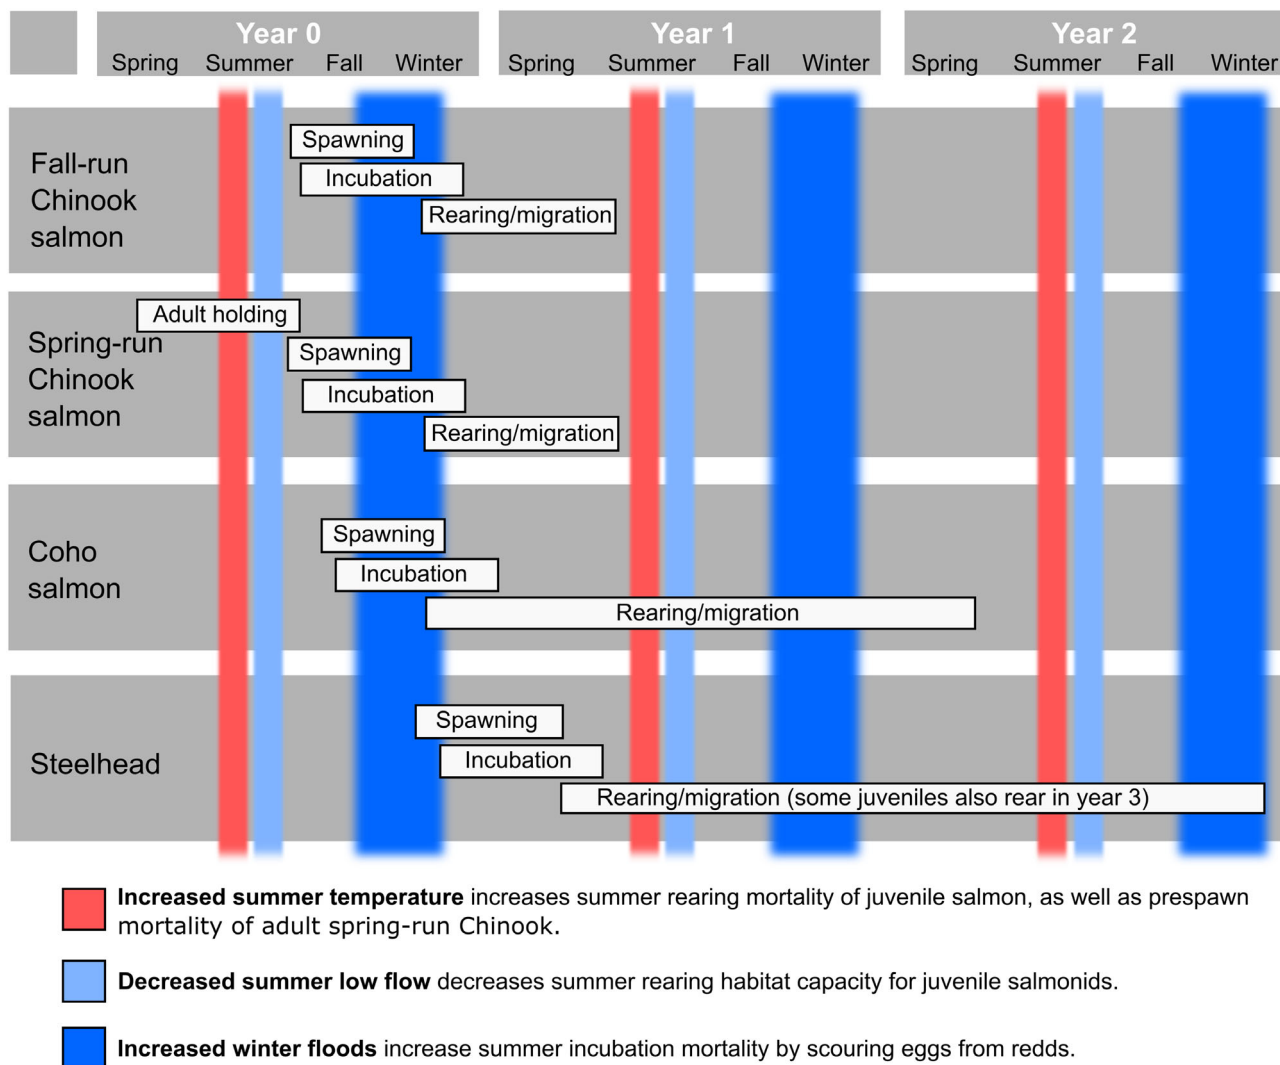 Year 0
Year 1
Year 2
Spring Summer Fall Winter
Spring Summer Fall Winter
Spring Summer Fall Winter
Fall-run
Chinook
salmon
Spawning
Incubation
Rearing/migration
Spring-run
Chinook
salmon
Adult holding
Spawning
Incubation
Rearing/migration
Coho
salmon
Spawning
Incubation
Rearing/migration
Steelhead
Spawning
Incubation
Rearing/migration (some juveniles also rear in year 3)
Increased summer temperature increases summer rearing mortality of juvenile salmon, as well as prespawn
mortality of adult spring-run Chinook.
Decreased summer low flow decreases summer rearing habitat capacity for juvenile salmonids.
Increased winter floods increase summer incubation mortality by scouring eggs from redds.